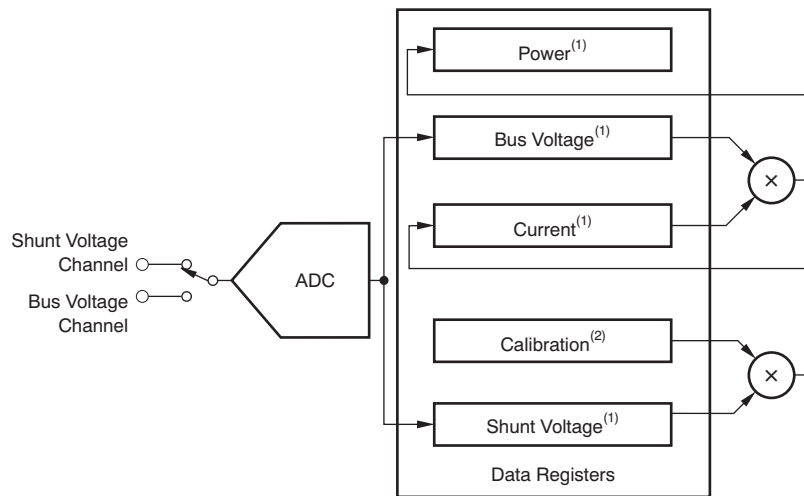 Power(1)
Bus Voltage(1)
Current(1)
Shunt Voltage
Channel
ADC
Bus Voltage
Channel
Calibration(2)
Shunt Voltage(1)
Data Registers
×
×